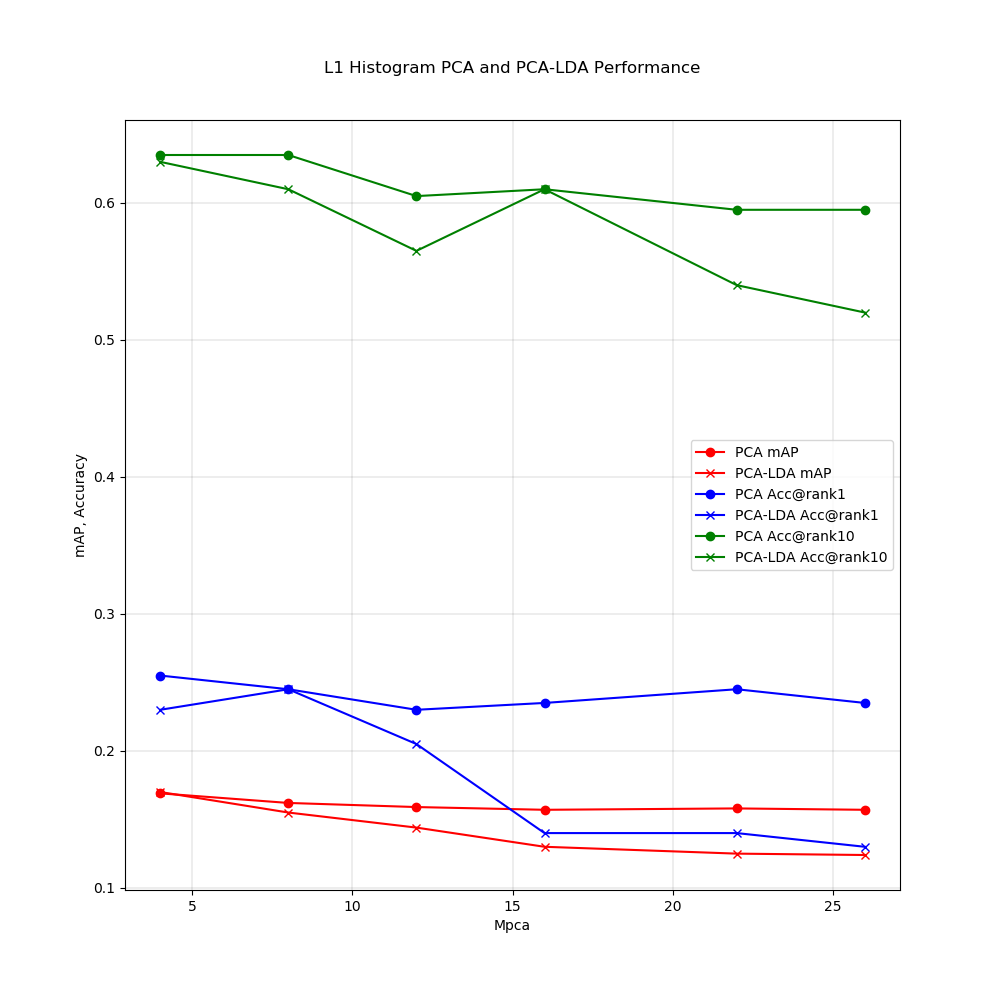 L1 Histogram PCA and PCA-LDA Performance
0.6
0.5
0.4
0.3
0.2
0.1
mAP, Accuracy
PCA mAP
PCA-LDA mAP
PCA Acc@rank1
PCA-LDA Acc@rank1
PCA Acc@rank10
PCA-LDA Acc@rank10
5 10 15 20 25
Mpca